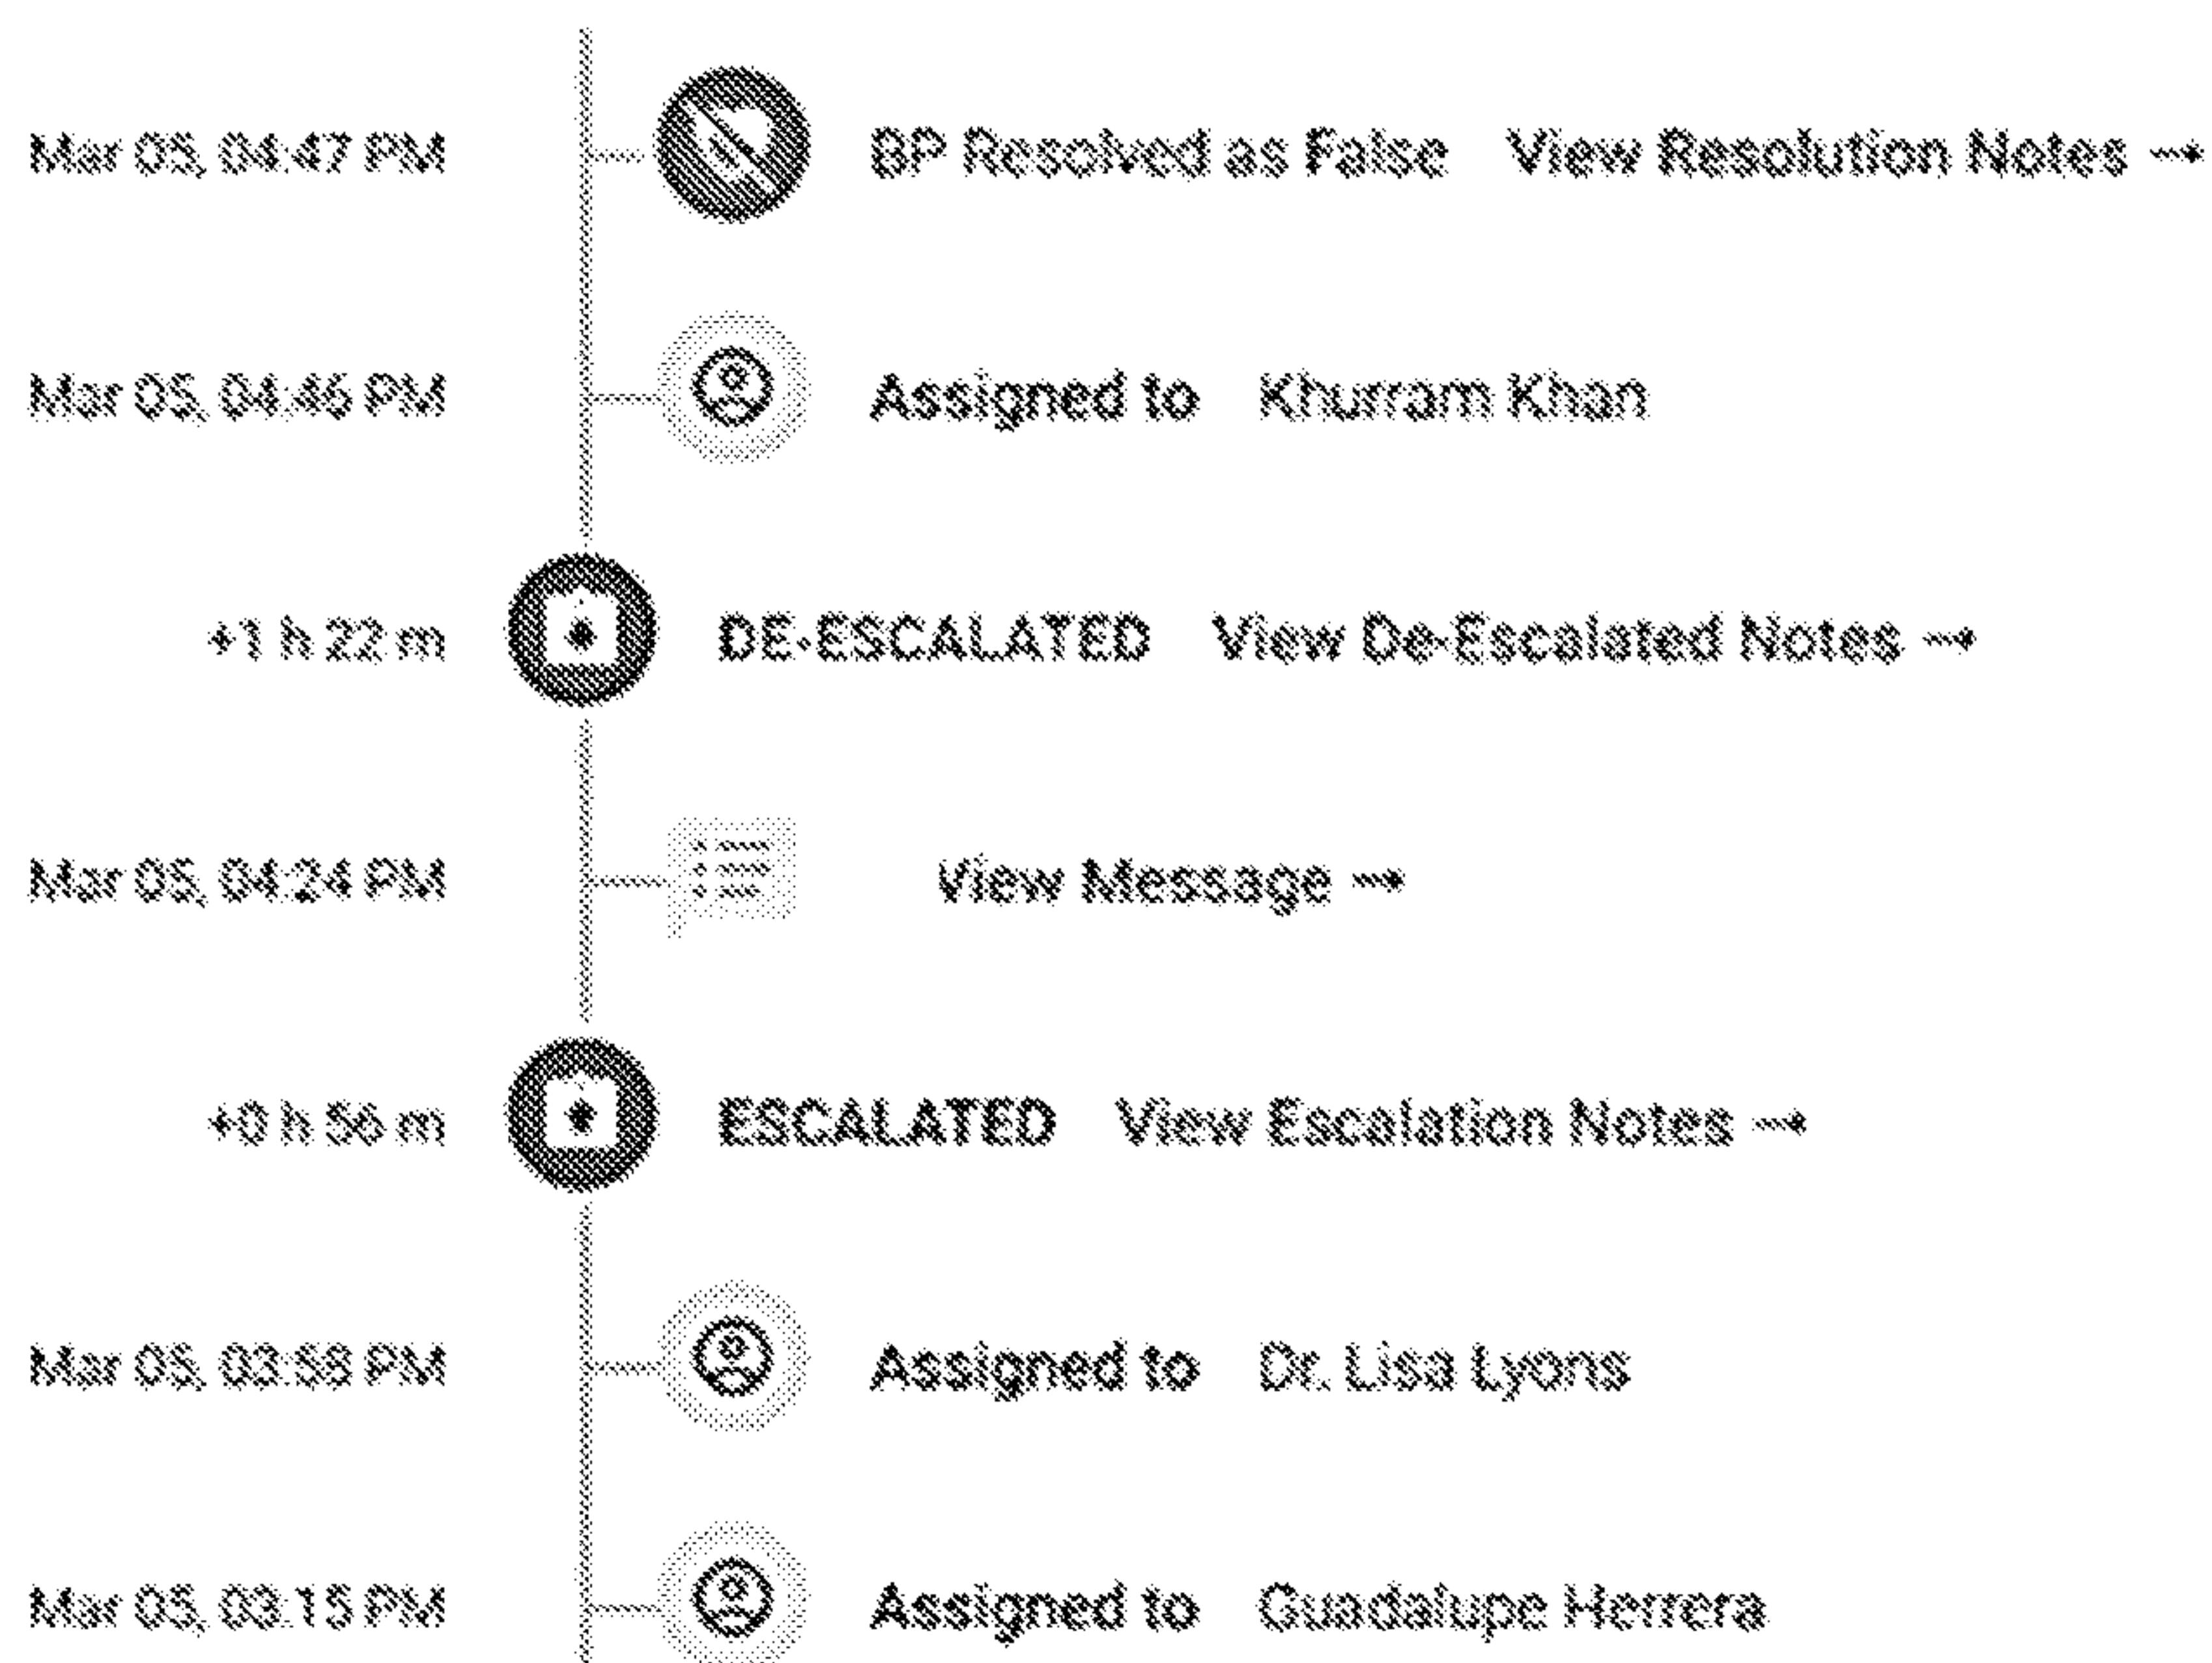 Mar 05, 04:47 PM BP Resolved as False View Resolution Notes →
Mar 05, 04:46 PM Assigned to Khurram Khan
+1 h 22 m DE-ESCALATED View De-Escalated Notes →
Mar 05, 04:24 PM View Message →
+0 h 56 m ESCALATED View Escalation Notes →
Mar 05, 03:58 PM Assigned to Dr. Lisa Lyons
Mar 05, 03:15 PM Assigned to Guadalupe Herrera